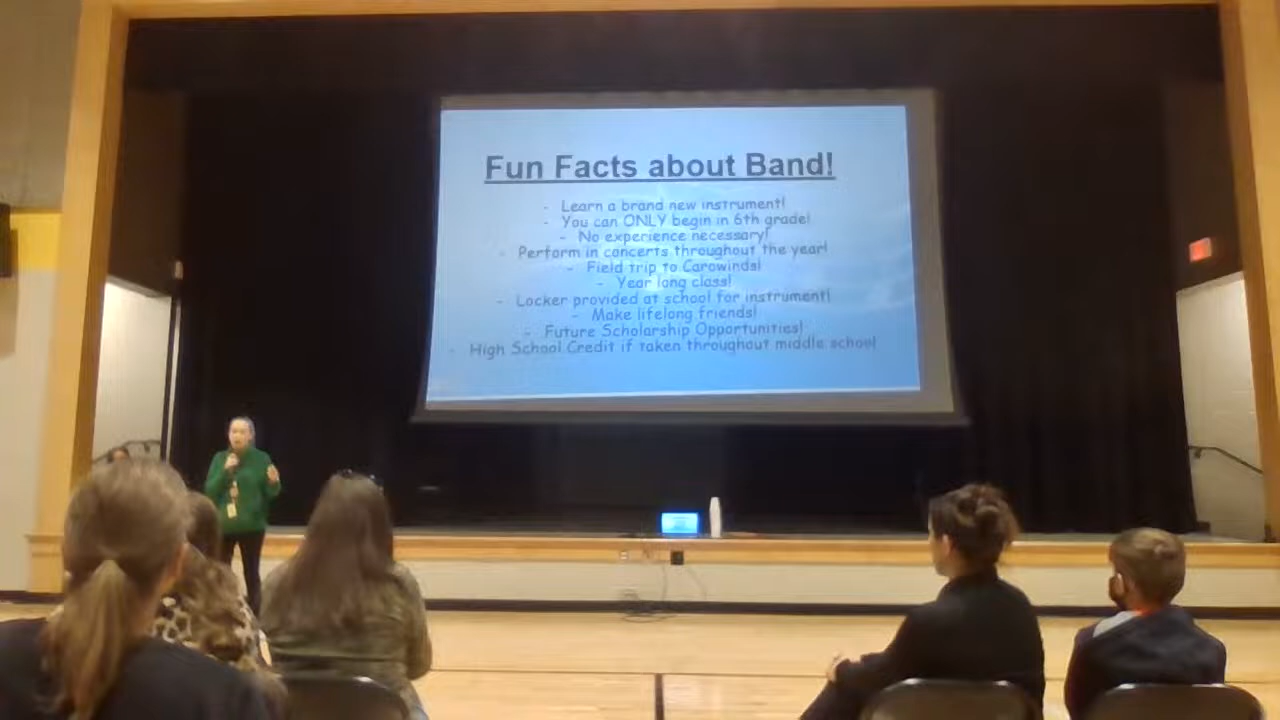 Fun Facts about Band!
- Learn a brand new instrument!
- You can ONLY begin in 6th grade!
- No experience necessary!
- Perform in concerts throughout the year!
- Field trip to Carowinds!
- Year long class!
- Locker provided at school for instrument!
- Make lifelong friends!
- Future Scholarship Opportunities!
- High School Credit if taken throughout middle school